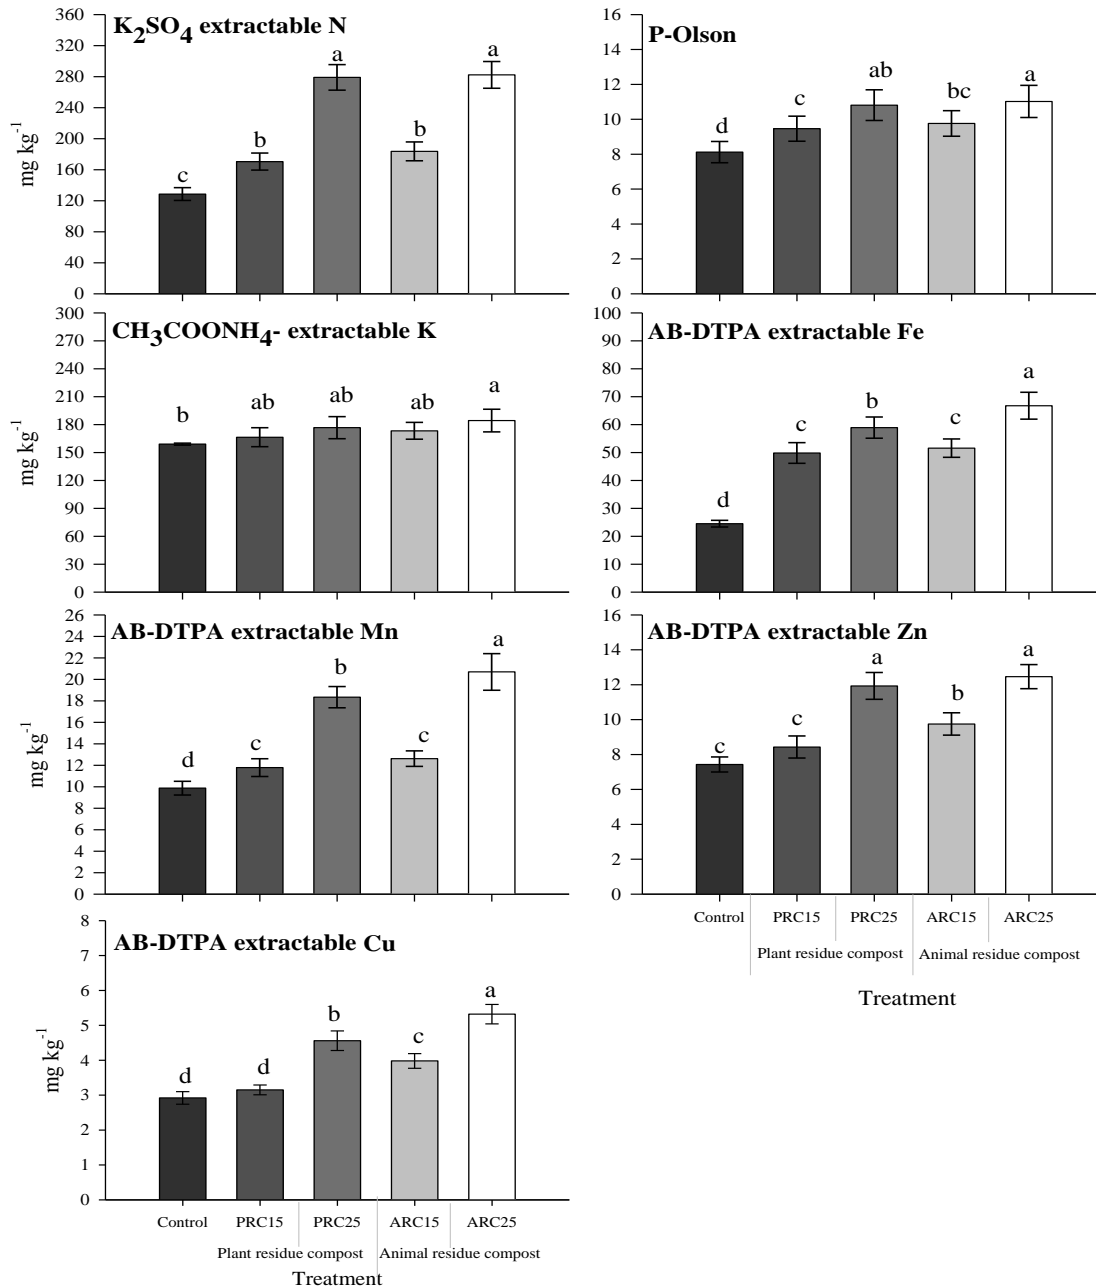 K2SO4 extractable N
360
320
280
240
200
160
120
80
40
0
mg kg-1
c
b
a
b
a
P-Olson
16
14
12
10
8
6
4
2
0
d
c
ab
bc
a
CH3COONH4- extractable K
300
270
240
210
180
150
120
90
60
30
0
mg kg-1
b
ab
ab
ab
a
AB-DTPA extractable Fe
100
90
80
70
60
50
40
30
20
10
0
d
c
b
c
a
AB-DTPA extractable Mn
26
24
22
20
18
16
14
12
10
8
6
4
2
0
mg kg-1
d
c
b
c
a
AB-DTPA extractable Zn
16
14
12
10
8
6
4
2
0
c
c
a
b
a
Control PRC15 PRC25 ARC15 ARC25
Plant residue compost Animal residue compost
Treatment
AB-DTPA extractable Cu
8
7
6
5
4
3
2
1
0
mg kg-1
d
d
b
c
a
Control PRC15 PRC25 ARC15 ARC25
Plant residue compost Animal residue compost
Treatment